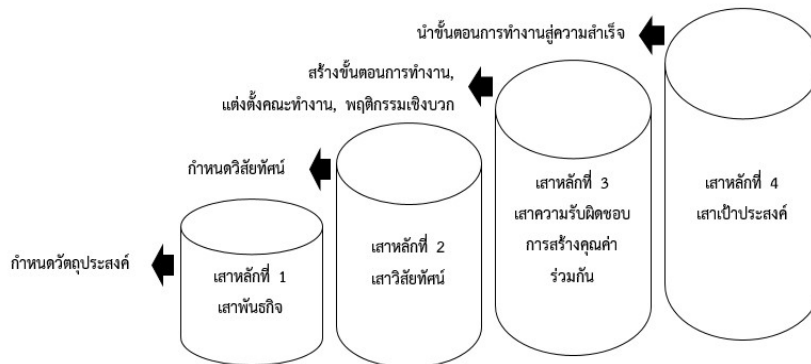 นำขั้นตอนการทำงานสู่ความสำเร็จ
สร้างขั้นตอนการทำงาน,
แต่งตั้งคณะทำงาน, พฤติกรรมเชิงบวก
กำหนดวิสัยทัศน์
กำหนดวัตถุประสงค์
เสาหลักที่ 1
เสาพันธกิจ
เสาหลักที่ 2
เสาวิสัยทัศน์
เสาหลักที่ 3
เสาความรับผิดชอบ
การสร้างคุณค่า
ร่วมกัน
เสาหลักที่ 4
เสาเป้าประสงค์